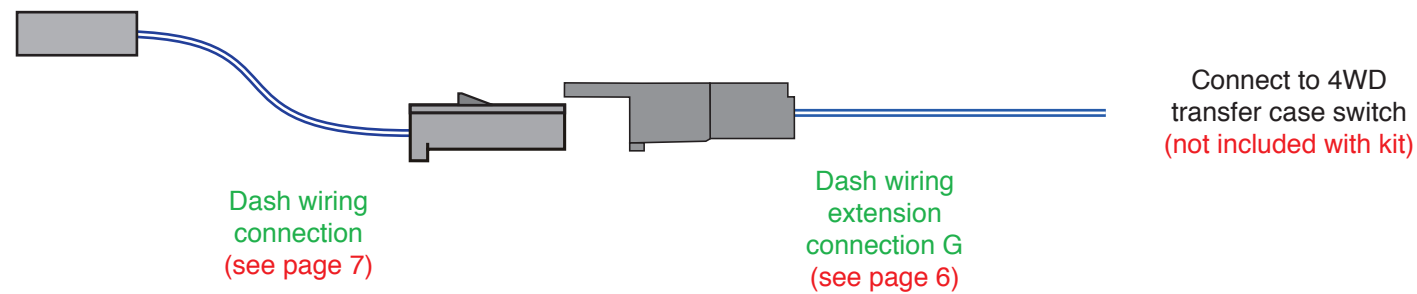 Dash wiring
connection
(see page 7)
Dash wiring
extension
connection G
(see page 6)
Connect to 4WD
transfer case switch
(not included with kit)